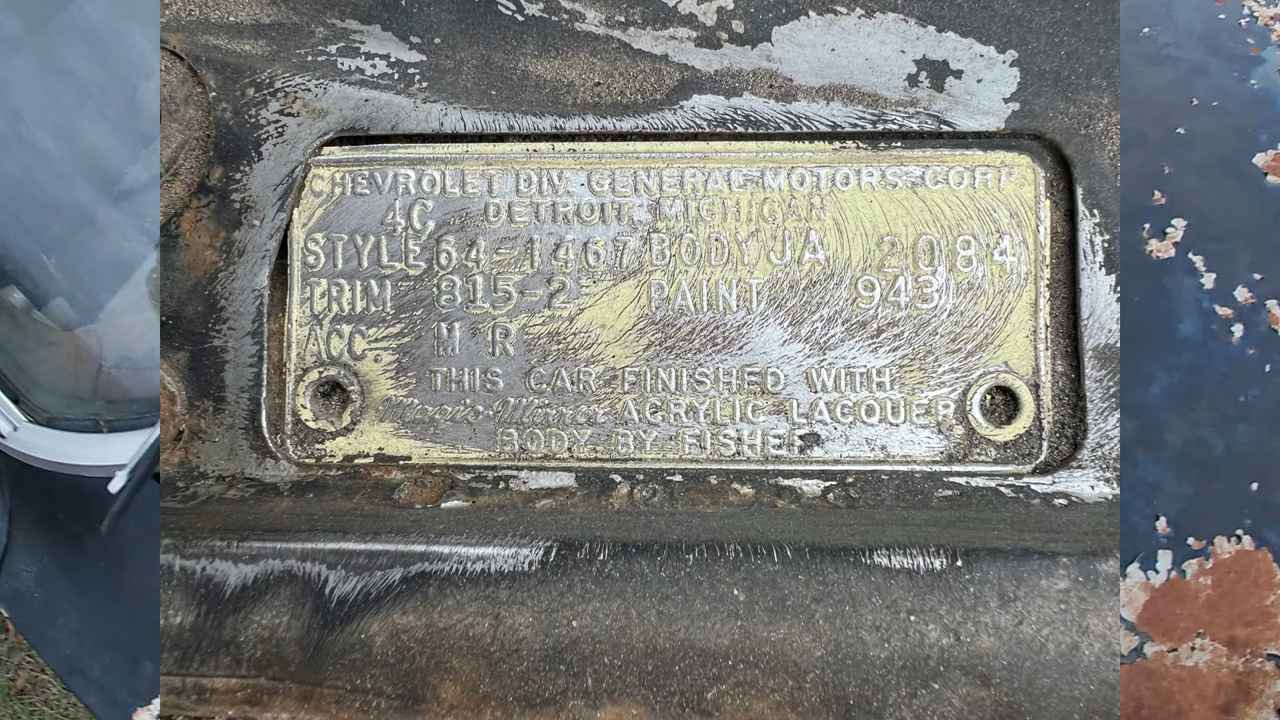 CHEVROLET DIV. GENERAL MOTORS CORP
4C DETROIT, MICHIGAN
STYLE 64-1467 BODY JA 2084
TRIM 815-2 PAINT 943
ACC. M R
THIS CAR FINISHED WITH
Magic-Mirror ACRYLIC LACQUER
BODY BY FISHER